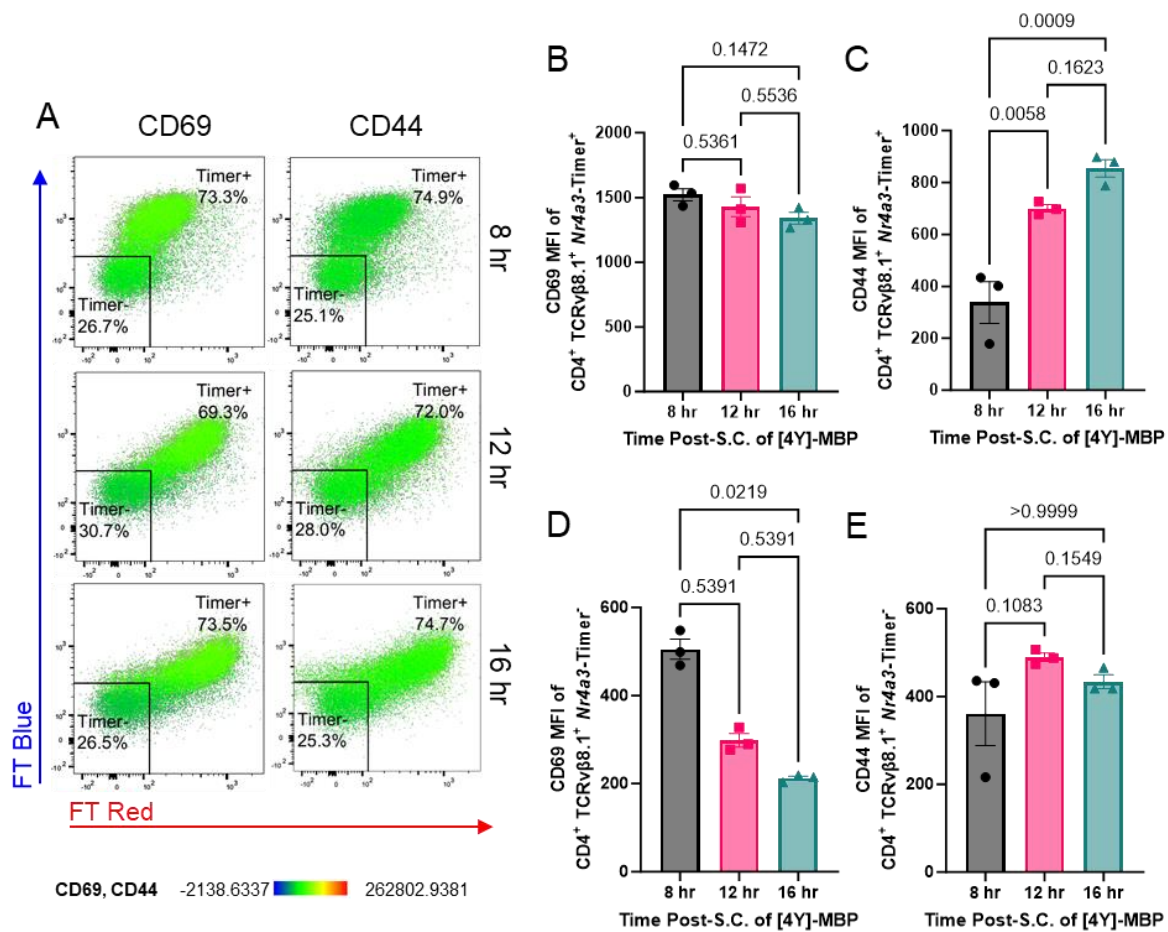 A
CD69
CD44
Timer+
73.3%
Timer-
26.7%
Timer+
74.9%
Timer-
25.1%
8 hr
Timer+
69.3%
Timer-
30.7%
Timer+
72.0%
Timer-
28.0%
12 hr
Timer+
73.5%
Timer-
26.5%
Timer+
74.7%
Timer-
25.3%
16 hr
10³
10²
0
-10²
0
10²
10³
FT Blue
FT Red
CD69, CD44
-2138.6337
262802.9381
B
0.1472
0.5536
0.5361
2000
1500
1000
500
0
CD69 MFI of
CD4⁺ TCRvβ8.1⁺ Nr4a3-Timer⁺
8 hr 12 hr 16 hr
Time Post-S.C. of [4Y]-MBP
C
0.0009
0.1623
0.0058
1000
800
600
400
200
0
CD44 MFI of
CD4⁺ TCRvβ8.1⁺ Nr4a3-Timer⁺
8 hr 12 hr 16 hr
Time Post-S.C. of [4Y]-MBP
D
0.0219
0.5391
0.5391
600
400
200
0
CD69 MFI of
CD4⁺ TCRvβ8.1⁺ Nr4a3-Timer⁻
8 hr 12 hr 16 hr
Time Post-S.C. of [4Y]-MBP
E
>0.9999
0.1549
0.1083
600
400
200
0
CD44 MFI of
CD4⁺ TCRvβ8.1⁺ Nr4a3-Timer⁻
8 hr 12 hr 16 hr
Time Post-S.C. of [4Y]-MBP